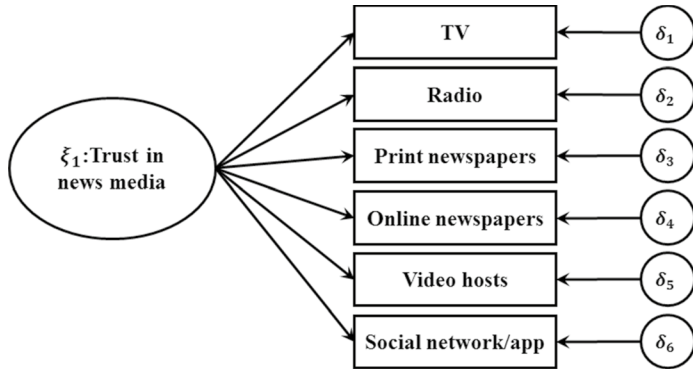 TV
δ₁
Radio
δ₂
ξ₁:Trust in
news media
Print newspapers
δ₃
Online newspapers
δ₄
Video hosts
δ₅
Social network/app
δ₆